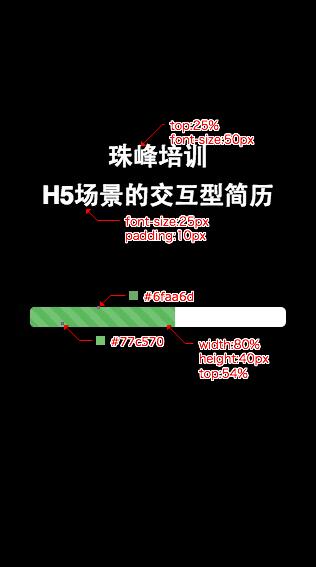 top:25%
font-size:50px
珠峰培训
H5场景的交互型简历
font-size:25px
padding:10px
#6faa6d
#77c570
width:80%
height:40px
top:54%